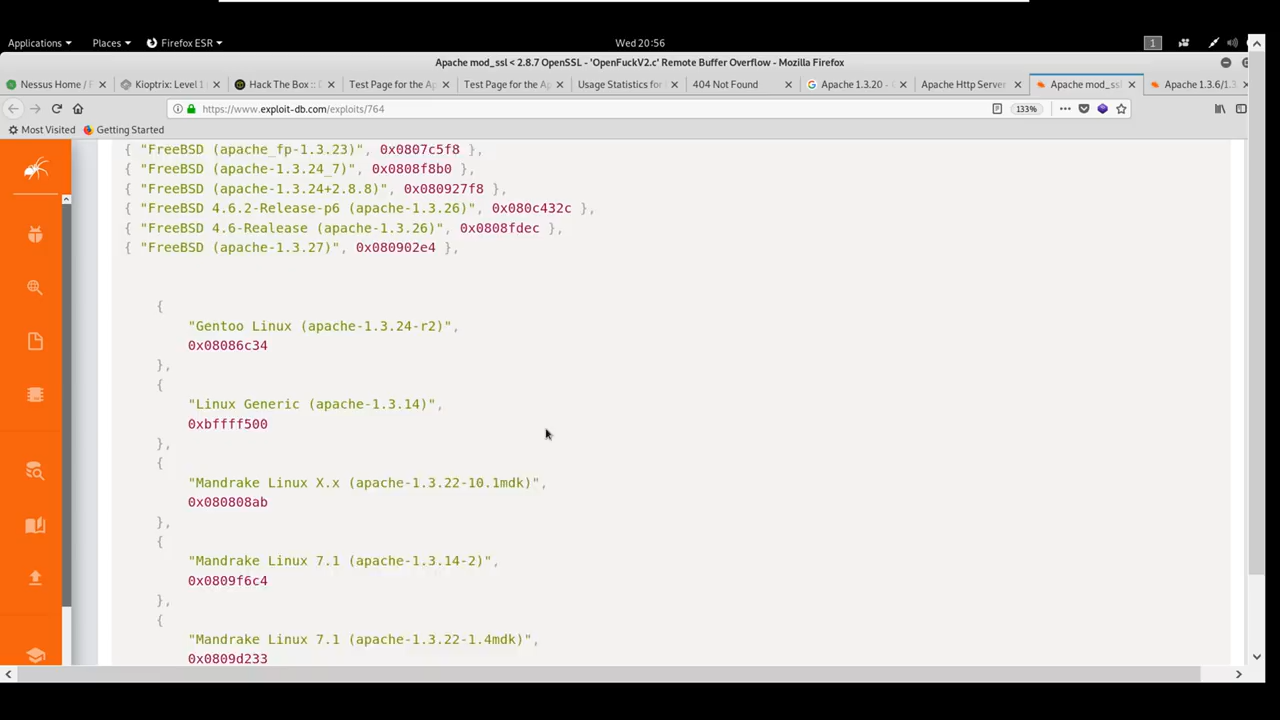 Applications Places Firefox ESR Wed 20:56 1
Apache mod_ssl < 2.8.7 OpenSSL - 'OpenFuckV2.c' Remote Buffer Overflow - Mozilla Firefox
Nessus Home / F Kioptrix: Level 1 Hack The Box :: Test Page for the Ap Test Page for the Ap Usage Statistics for 404 Not Found Apache 1.3.20 - Apache Http Server Apache mod_ssl Apache 1.3.6/1.3.
https://www.exploit-db.com/exploits/764 133%
Most Visited Getting Started
{ "FreeBSD (apache_fp-1.3.23)", 0x0807c5f8 },
{ "FreeBSD (apache-1.3.24_7)", 0x0808f8b0 },
{ "FreeBSD (apache-1.3.24+2.8.8)", 0x080927f8 },
{ "FreeBSD 4.6.2-Release-p6 (apache-1.3.26)", 0x080c432c },
{ "FreeBSD 4.6-Realease (apache-1.3.26)", 0x0808fdec },
{ "FreeBSD (apache-1.3.27)", 0x080902e4 },
{
"Gentoo Linux (apache-1.3.24-r2)",
0x08086c34
},
{
"Linux Generic (apache-1.3.14)",
0xbffff500
},
{
"Mandrake Linux X.x (apache-1.3.22-10.1mdk)",
0x080808ab
},
{
"Mandrake Linux 7.1 (apache-1.3.14-2)",
0x0809f6c4
},
{
"Mandrake Linux 7.1 (apache-1.3.22-1.4mdk)",
0x0809d233